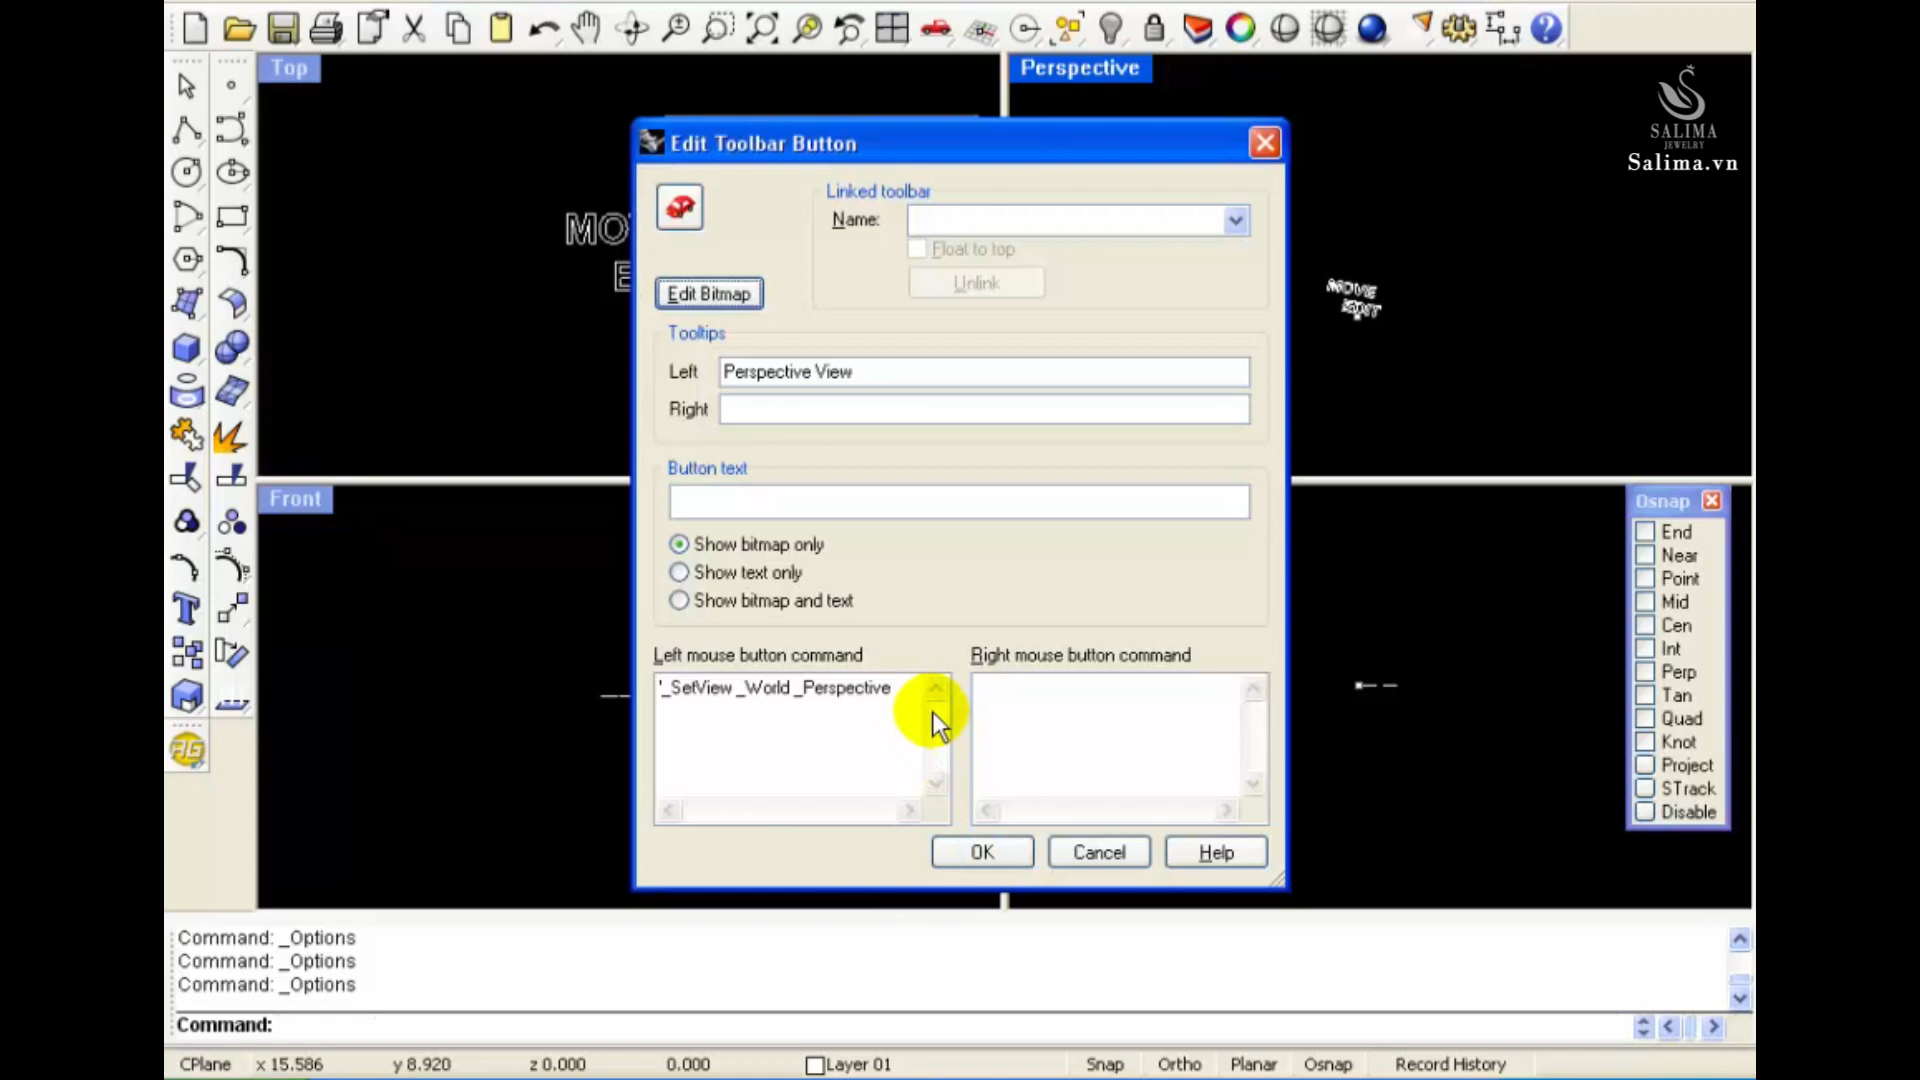 Top
Perspective
SALIMA
JEWELRY
Salima.vn
Edit Toolbar Button
Linked toolbar
Name:
Float to top
Unlink
Edit Bitmap
MO
E
MOVE
EDIT
Tooltips
Left Perspective View
Right
Button text
Front
Show bitmap only
Show text only
Show bitmap and text
Osnap
End
Near
Point
Mid
Cen
Int
Perp
Tan
Quad
Knot
Project
STrack
Disable
Left mouse button command
Right mouse button command
'_SetView _World _Perspective
OK Cancel Help
Command: _Options
Command: _Options
Command: _Options
Command:
CPlane x 15.586 y 8.920 z 0.000 0.000 Layer 01 Snap Ortho Planar Osnap Record History